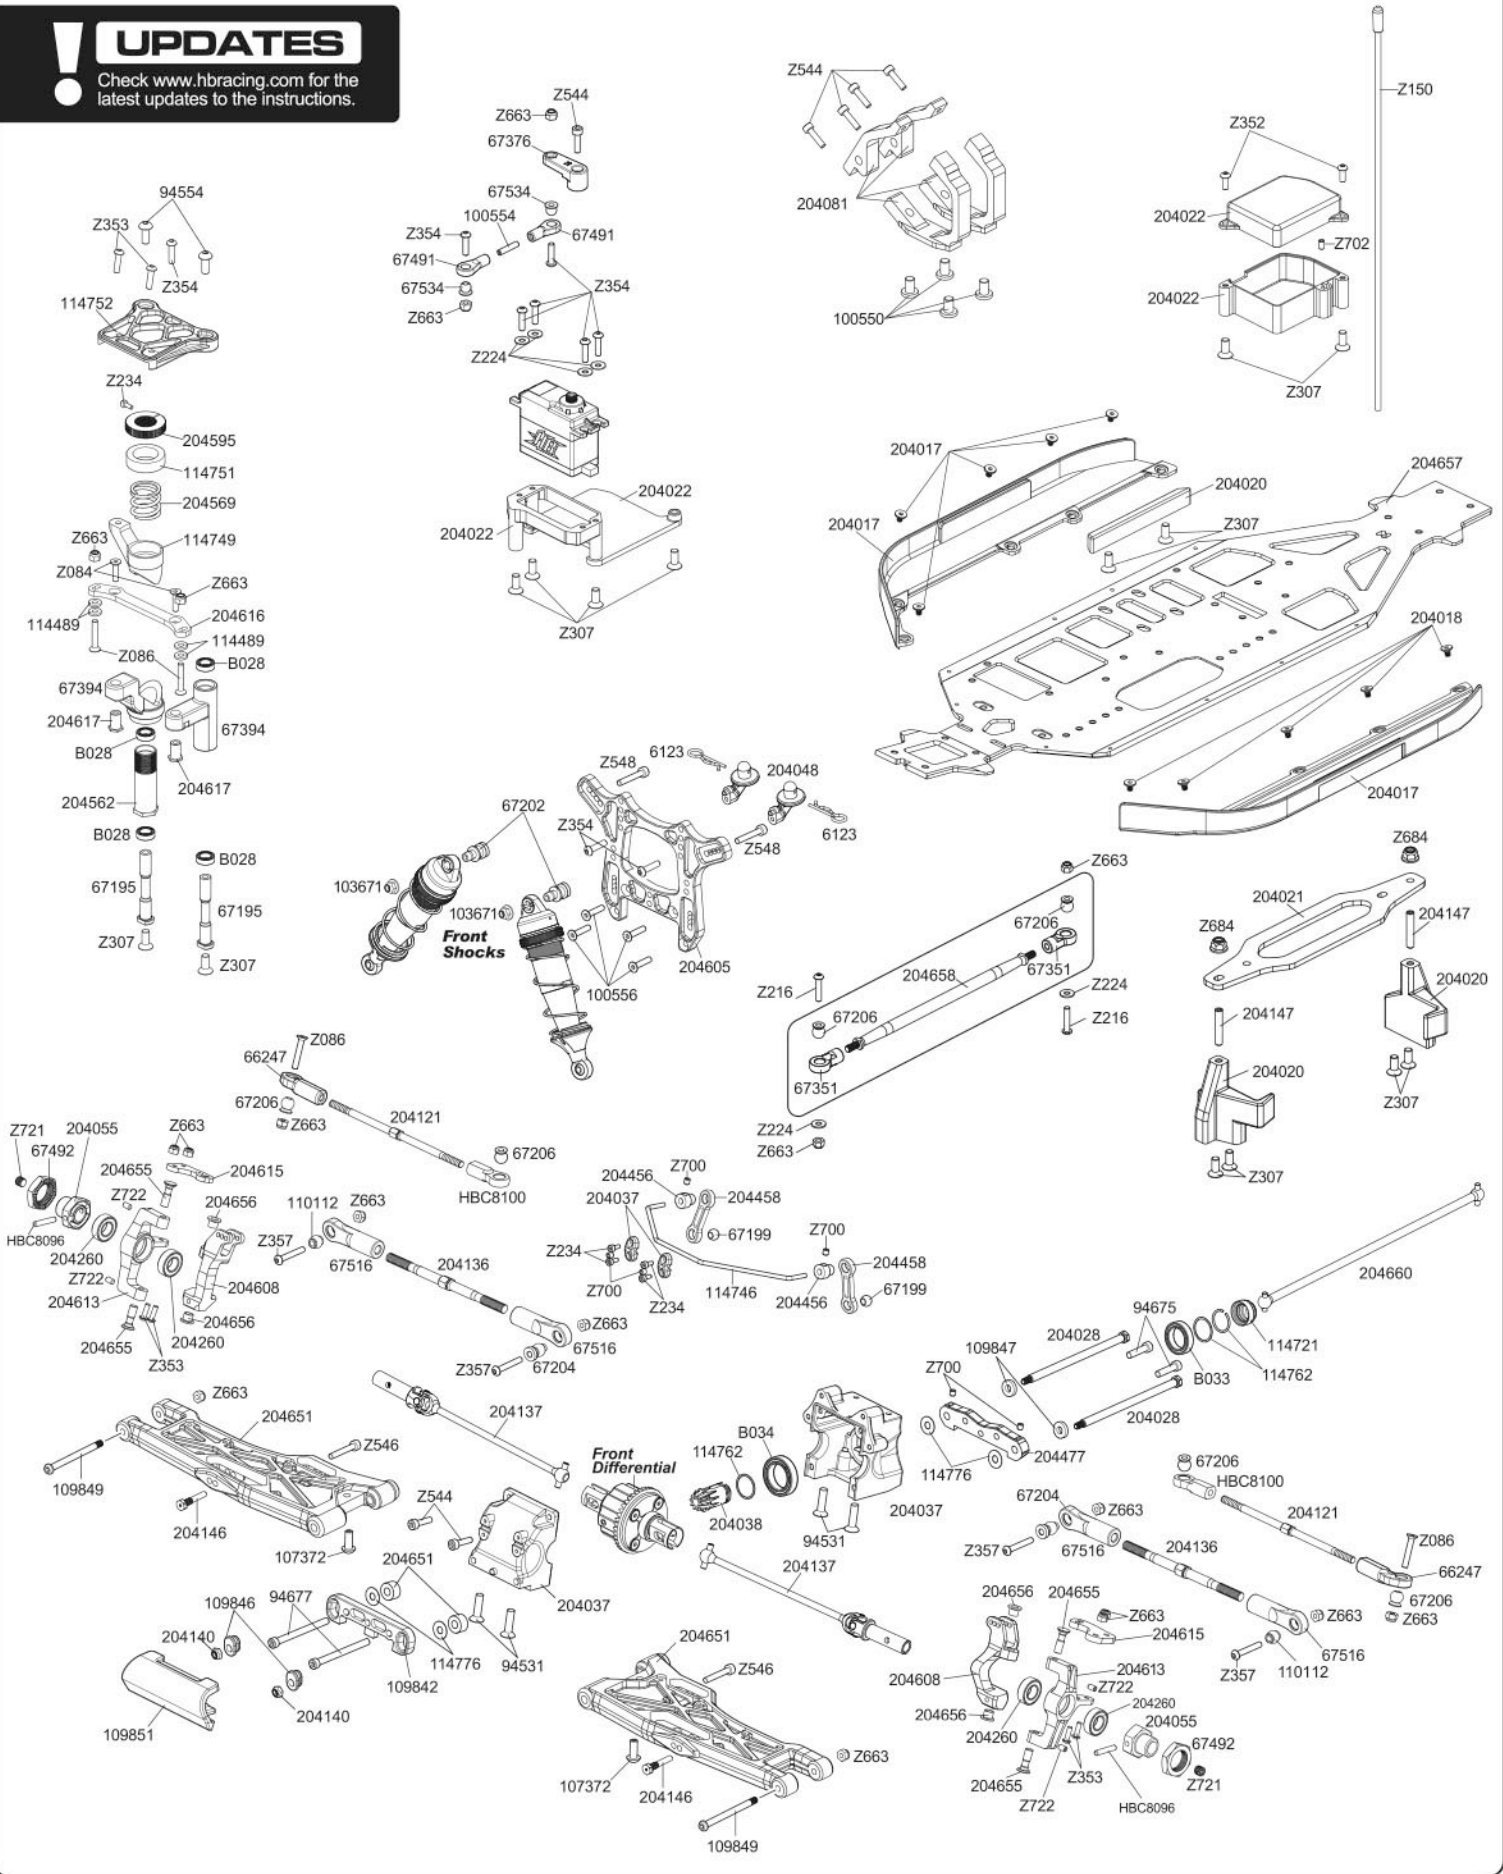 UPDATES
Check www.hbracing.com for the
latest updates to the instructions.
Z544
Z663
67376
67534
100554
Z354
67491
67491
67534
Z663
Z354
Z224
204022
204022
Z307
Z544
204081
100550
Z150
Z352
204022
Z702
204022
Z307
94554
Z353
Z354
114752
Z234
204595
114751
204569
Z663
114749
Z084
Z663
204616
114489
114489
Z086
B028
67394
204617
67394
B028
204617
204562
B028
B028
67195
67195
Z307
Z307
204017
204657
204020
204017
Z307
204018
204017
6123
Z548
204048
67202
Z354
6123
Z548
103671
103671
Front
Shocks
204605
100556
Z663
67206
204658
67351
Z216
Z224
67206
Z216
67351
Z224
Z663
Z684
204021
204147
Z684
204020
204147
204020
Z307
Z307
Z086
66247
67206
Z663
204121
67206
HBC8100
Z721
204055
Z663
67492
204655
204615
Z722
204656
HBC8096
204260
Z722
204613
204608
204656
204655
204260
Z353
110112
Z663
Z357
67516
204136
Z663
67516
Z357
67204
Z700
204456
204458
204037
67199
Z234
Z700
Z234
114746
Z700
204458
204456
67199
204660
94675
204028
114721
109847
114762
B033
Z700
204028
204477
114776
Z663
204651
Z546
109849
204146
107372
204137
Front
Differential
B034
114762
204038
204037
94531
Z544
204651
204037
109846
94677
204140
114776
94531
109842
204140
109851
204137
67206
HBC8100
67204
Z663
204121
Z357
67516
204136
Z086
66247
67206
Z663
Z663
67516
Z357
110112
204656
204655
Z663
204615
204608
204613
Z722
204656
204260
204260
204055
67492
204655
Z353
Z721
Z722
HBC8096
204651
Z546
107372
204146
Z663
109849